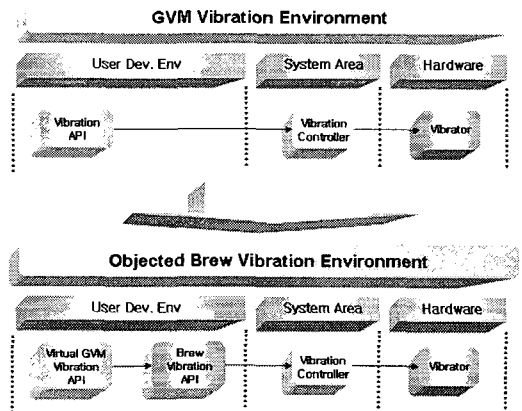 GVM Vibration Environment
User Dev. Env
System Area
Hardware
Vibration
API
Vibration
Controller
Vibrator
Objected Brew Vibration Environment
User Dev. Env
System Area
Hardware
Virtual GVM
Vibration
API
Brew
Vibration
API
Vibration
Controller
Vibrator